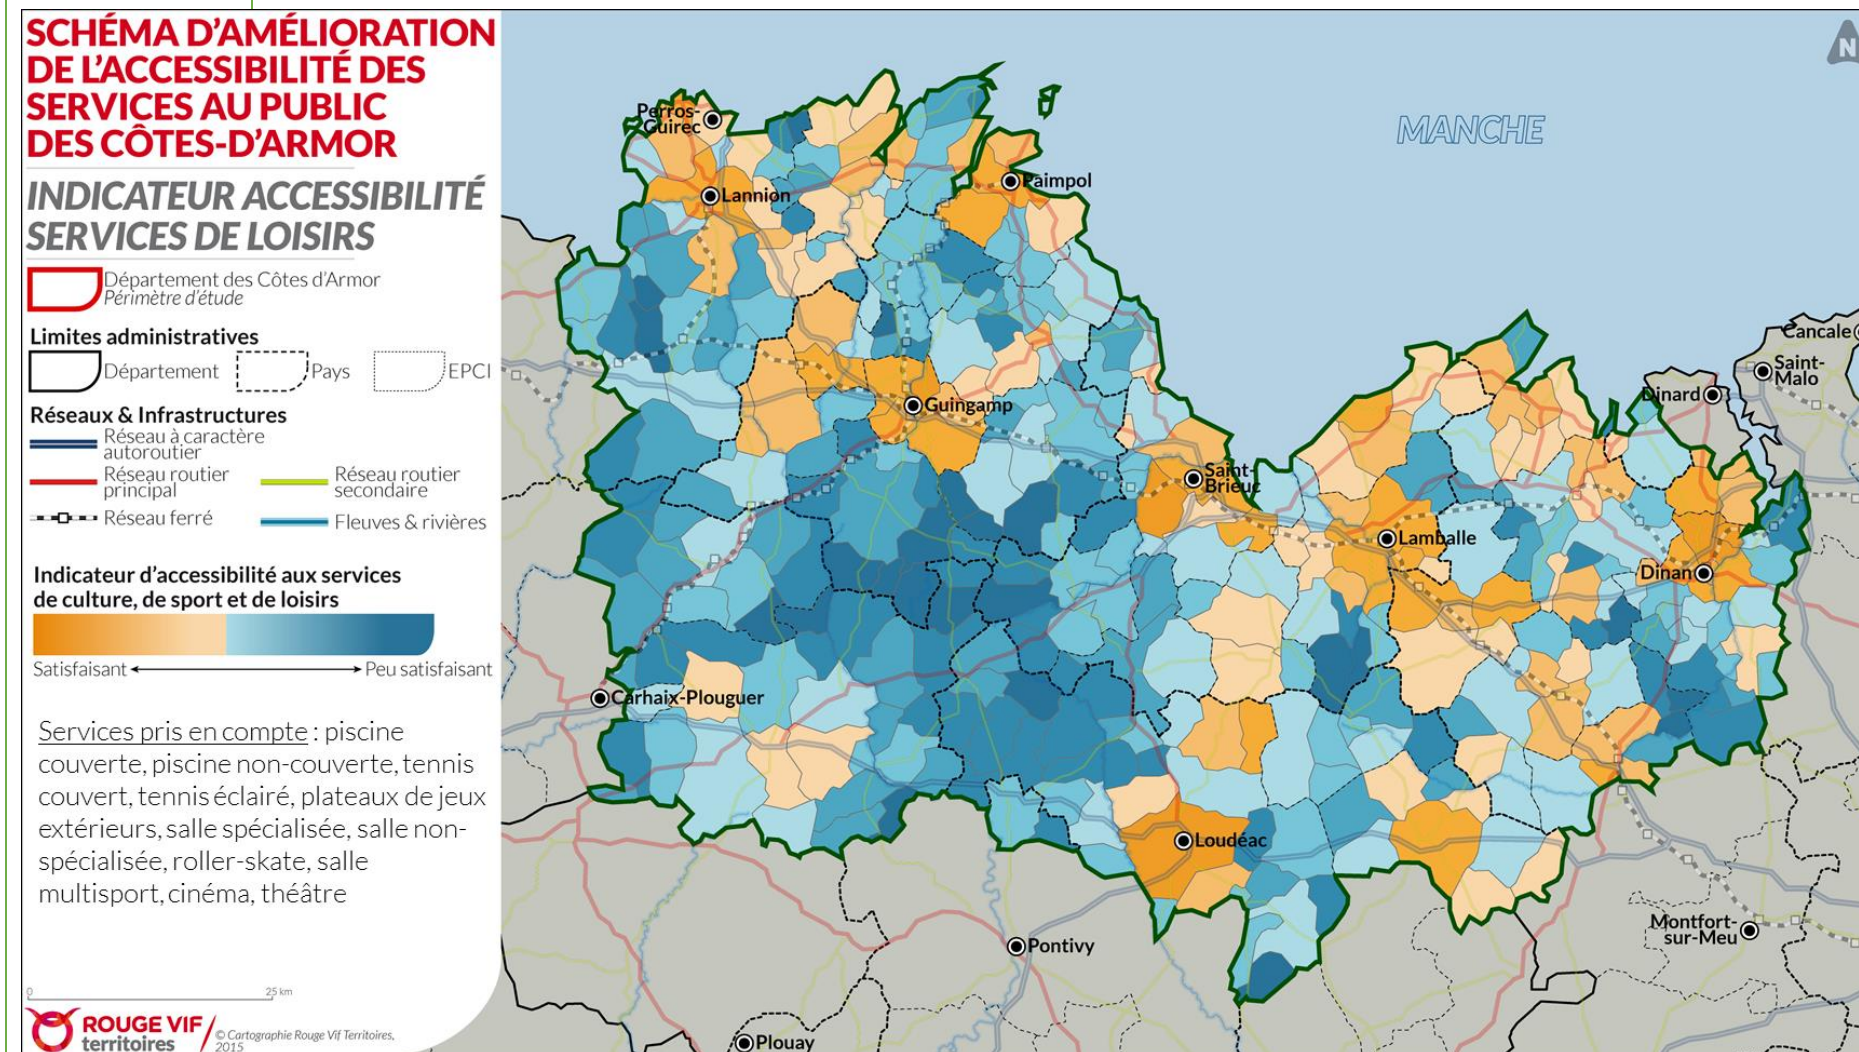 SCHÉMA D'AMÉLIORATION
DE L'ACCESSIBILITÉ DES
SERVICES AU PUBLIC
DES CÔTES-D'ARMOR
INDICATEUR ACCESSIBILITÉ
SERVICES DE LOISIRS
Département des Côtes d'Armor
Périmètre d'étude
Limites administratives
Département
Pays
EPCI
Réseaux & Infrastructures
Réseau à caractère
autoroutier
Réseau routier
principal
Réseau routier
secondaire
Réseau ferré
Fleuves & rivières
Indicateur d'accessibilité aux services
de culture, de sport et de loisirs
Satisfaisant
Peu satisfaisant
Services pris en compte : piscine
couverte, piscine non-couverte, tennis
couvert, tennis éclairé, plateaux de jeux
extérieurs, salle spécialisée, salle non-
spécialisée, roller-skate, salle
multisport, cinéma, théâtre
0
25 km
ROUGE VIF
territoires
© Cartographie Rouge Vif Territoires,
2015
N
MANCHE
Perros-
Guirec
Lannion
Paimpol
Guingamp
Saint-
Brieuc
Lamballe
Dinan
Dinard
Saint-
Malo
Cancale
Carhaix-Plouguer
Loudéac
Pontivy
Plouay
Montfort-
sur-Meu